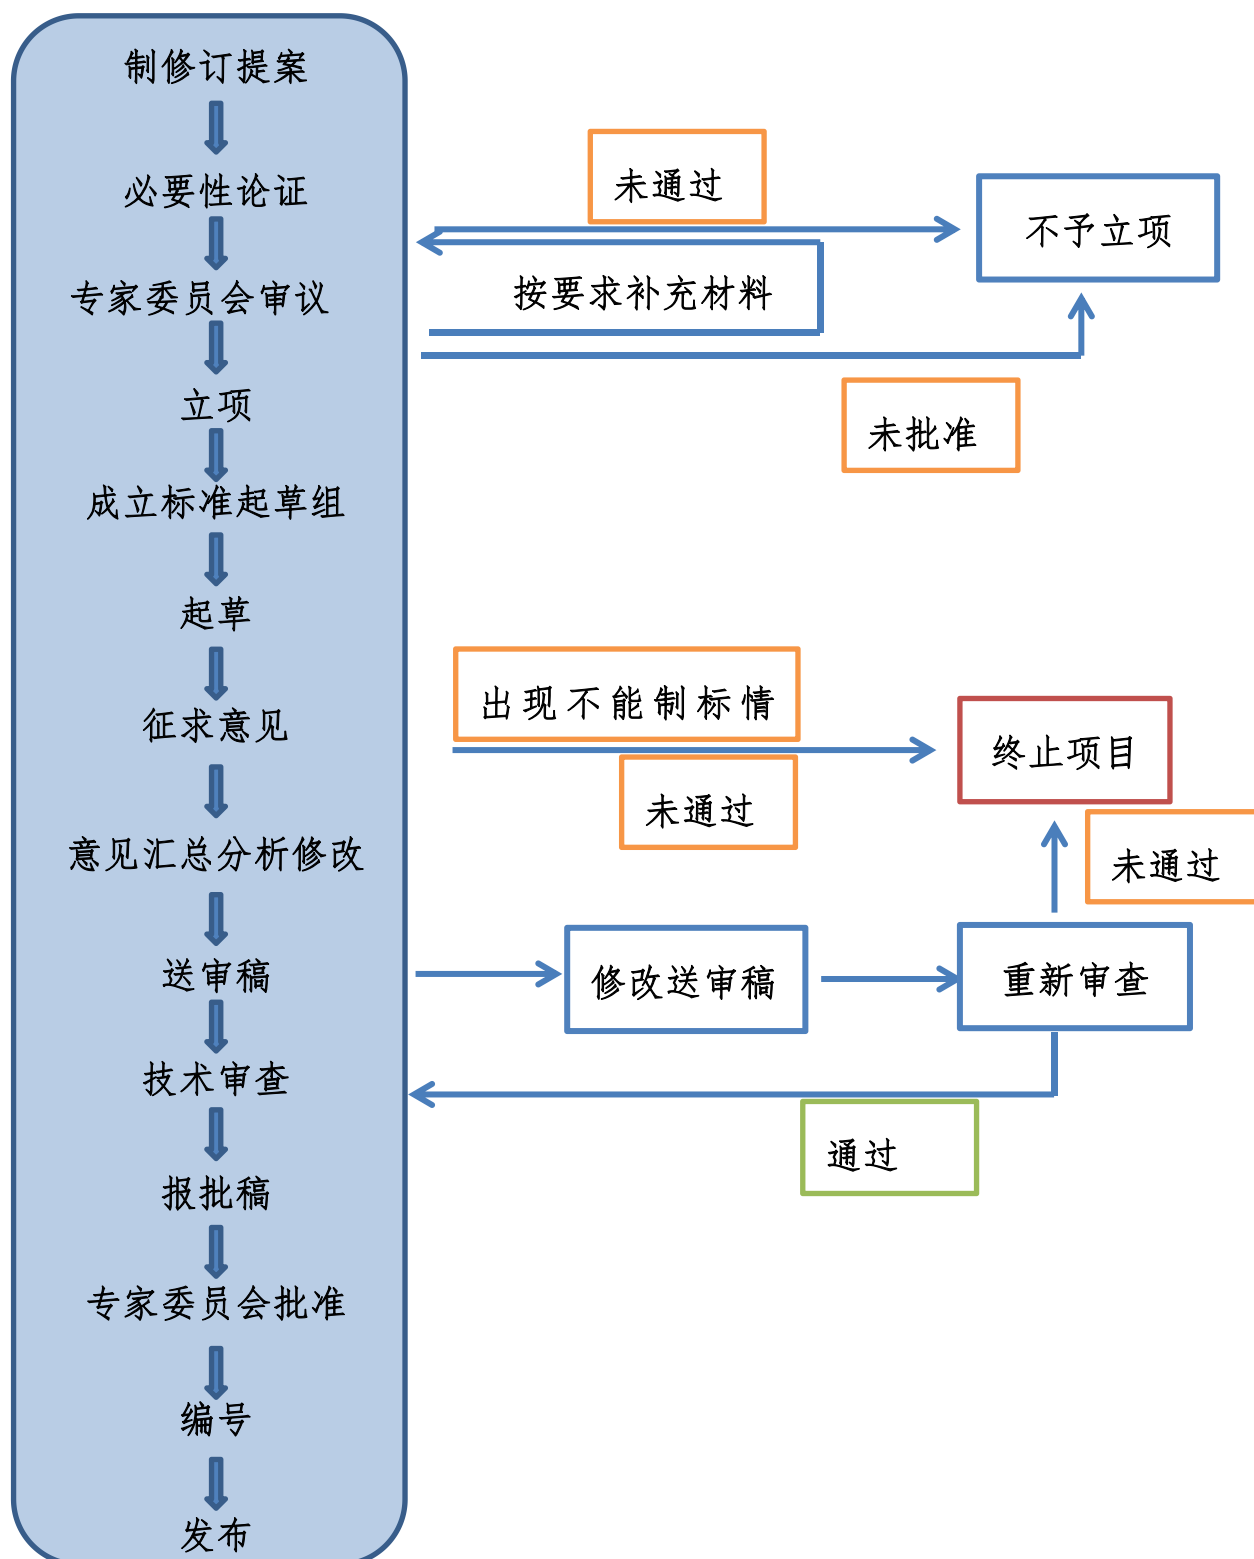 制修订提案
必要性论证
专家委员会审议
立项
成立标准起草组
起草
征求意见
意见汇总分析修改
送审稿
技术审查
报批稿
专家委员会批准
编号
发布
未通过
不予立项
按要求补充材料
未批准
出现不能制标情
终止项目
未通过
未通过
修改送审稿
重新审查
通过